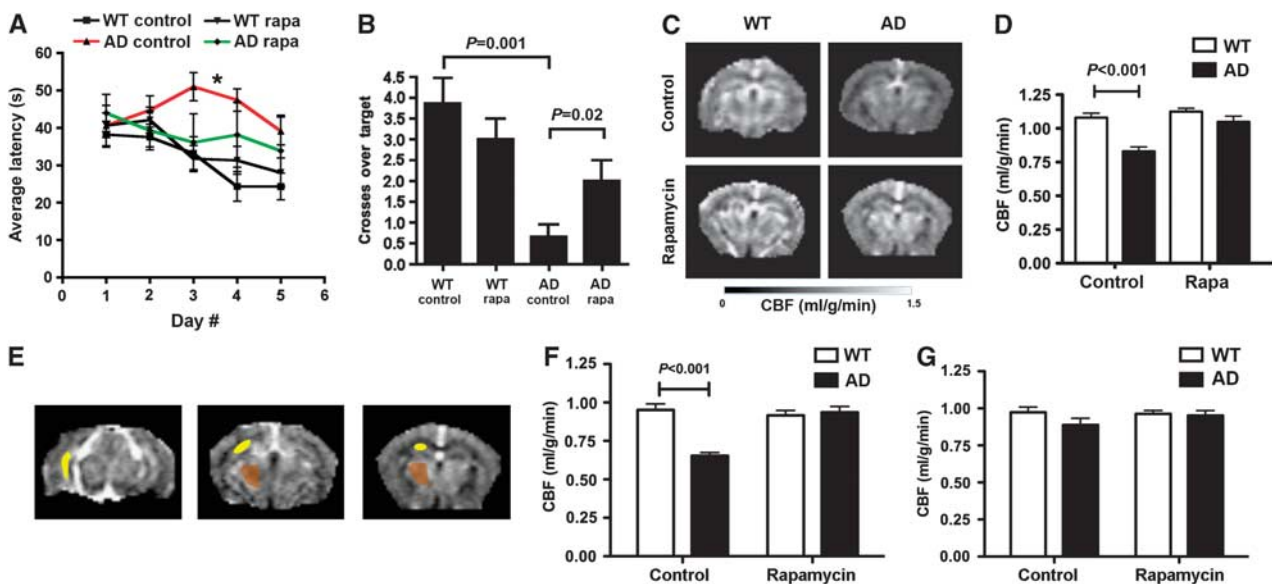 A
WT control
WT rapa
AD control
AD rapa
Average latency (s)
60
50
40
30
20
10
0
*
0
1
2
3
4
5
6
Day #
B
P=0.001
P=0.02
Crosses over target
4.5
4.0
3.5
3.0
2.5
2.0
1.5
1.0
0.5
0.0
WT control
WT rapa
AD control
AD rapa
C
WT
AD
Control
Rapamycin
0
1.5
CBF (ml/g/min)
D
WT
AD
P<0.001
CBF (ml/g/min)
1.25
1.00
0.75
0.50
0.25
0.00
Control
Rapa
E
F
WT
AD
P<0.001
CBF (ml/g/min)
1.25
1.00
0.75
0.50
0.25
0.00
Control
Rapamycin
G
WT
AD
CBF (ml/g/min)
1.25
1.00
0.75
0.50
0.25
0.00
Control
Rapamycin